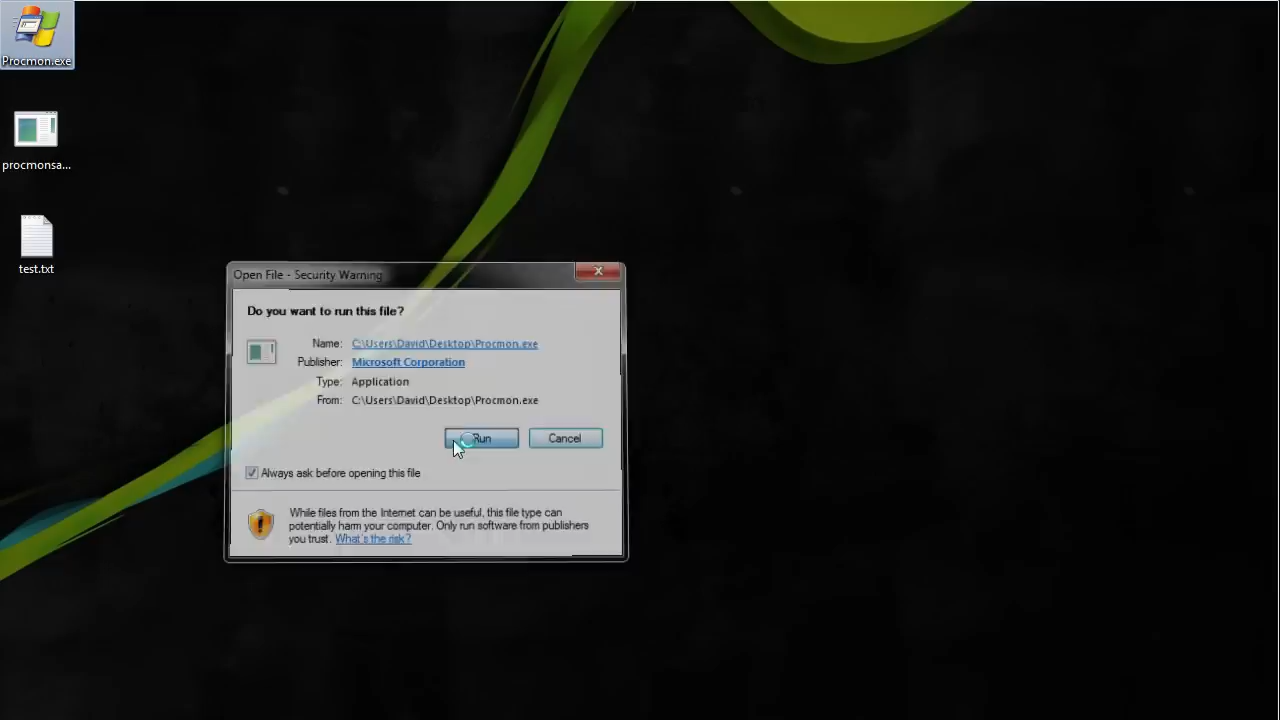 Procmon.exe
procmonsa...
test.txt
Open File - Security Warning
Do you want to run this file?
Name: C:\Users\David\Desktop\Procmon.exe
Publisher: Microsoft Corporation
Type: Application
From: C:\Users\David\Desktop\Procmon.exe
Run Cancel
Always ask before opening this file
While files from the Internet can be useful, this file type can
potentially harm your computer. Only run software from publishers
you trust. What's the risk?